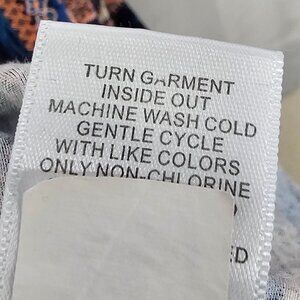 TURN GARMENT
INSIDE OUT
MACHINE WASH COLD
GENTLE CYCLE
WITH LIKE COLORS
ONLY NON-CHLORINE